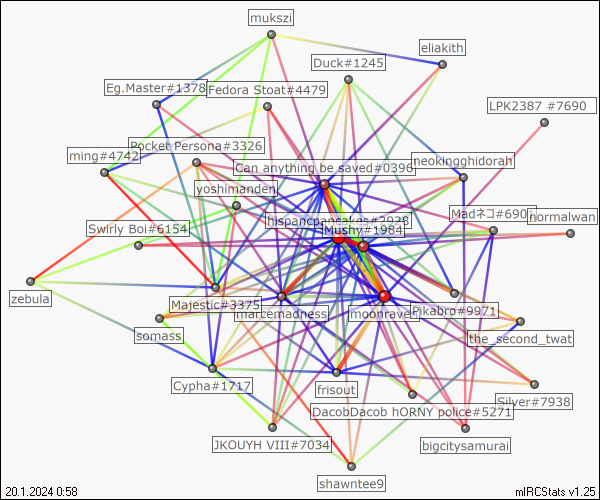 mukszi
eliakith
Duck#1245
Eg.Master#1378
Fedora Stoat#4479
LPK2387 #7690
Pocket Persona#3326
ming#4742
Can_anything be saved#0396
neokingghidorah
yoshimanden
hispancpancakes#2928
Madネコ#690
normalwan
Swirly Boi#6154
Mushy#1984
zebula
Majestic#3375
marcemadness
moonrave
Pikabro#9971
somass
the_second_twat
Cypha#1717
frisout
Silver#7938
DacobDacob hORNY police#5271
JKOUYH VIII#7034
bigcitysamurai
shawntee9
20.1.2024 0:58
mIRCStats v1.25